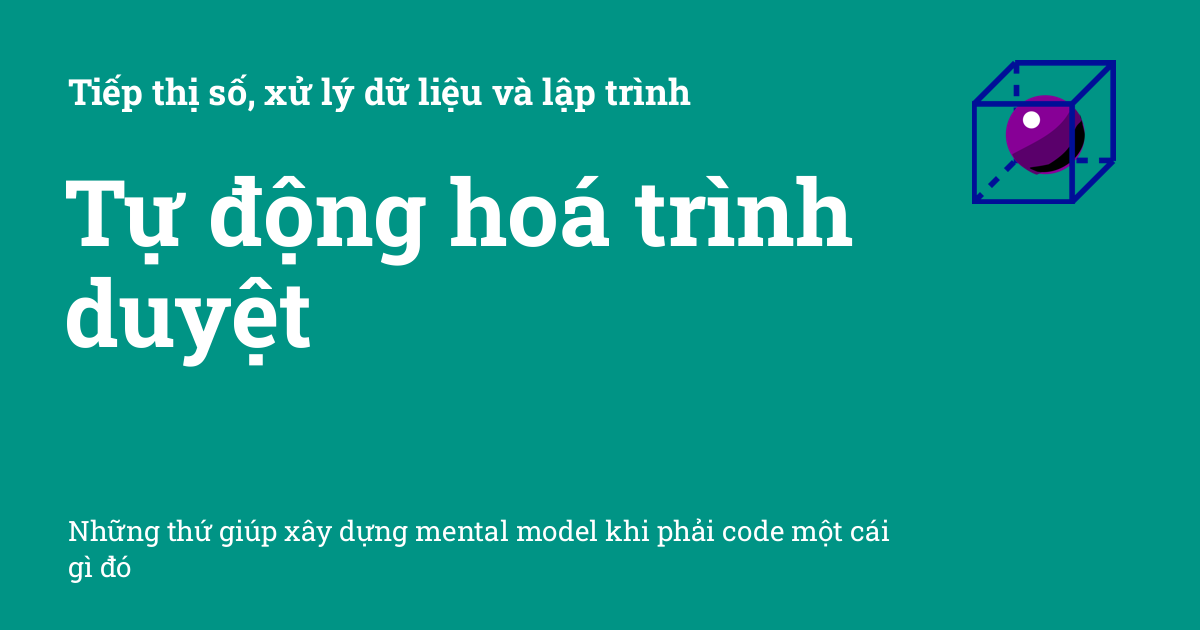 Tiếp thị số, xử lý dữ liệu và lập trình
Tự động hoá trình
duyệt
Những thứ giúp xây dựng mental model khi phải code một cái
gì đó